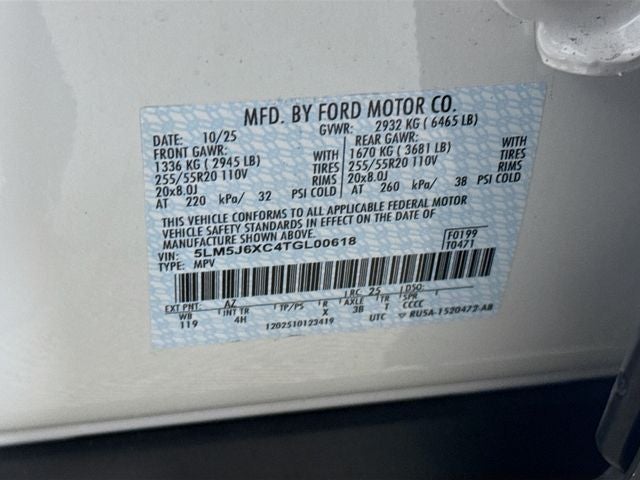 MFD. BY FORD MOTOR CO.
DATE: 10/25 GVWR: 2932 KG ( 6465 LB)
FRONT GAWR: REAR GAWR:
1336 KG ( 2945 LB) WITH 1670 KG ( 3681 LB) WITH
255/55R20 110V TIRES 255/55R20 110V TIRES
20x8.0J RIMS 20x8.0J RIMS
AT 220 kPa/ 32 PSI COLD AT 260 kPa/ 38 PSI COLD
THIS VEHICLE CONFORMS TO ALL APPLICABLE FEDERAL MOTOR
VEHICLE SAFETY STANDARDS IN EFFECT ON THE DATE OF
MANUFACTURE SHOWN ABOVE.
VIN: 5LM5J6XC4TGL00618 F0199
TYPE: MPV T0471
EXT PNT: AZ RC: 25 DSO:
WB INT TR TP/PS R AXLE TR SPR
119 4H X 3B T CCCC
1202510123419 UTC ▽ RU5A-1520472-AB